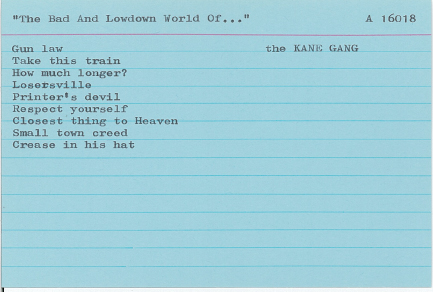 "The Bad And Lowdown World Of..." A 16018
Gun law the KANE GANG
Take this train
How much longer?
Losersville
Printer's devil
Respect yourself
Closest thing to Heaven
Small town creed
Crease in his hat